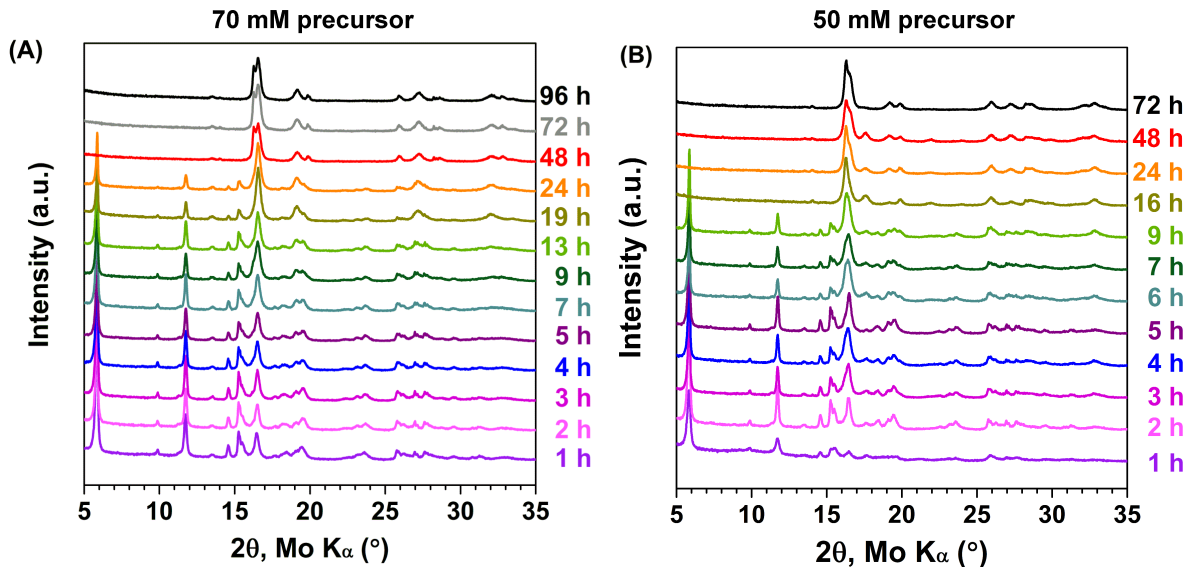 70 mM precursor
(A)
96 h
72 h
48 h
24 h
19 h
13 h
9 h
7 h
5 h
4 h
3 h
2 h
1 h
Intensity (a.u.)
5 10 15 20 25 30 35
2θ, Mo Kα (°)
50 mM precursor
(B)
72 h
48 h
24 h
16 h
9 h
7 h
6 h
5 h
4 h
3 h
2 h
1 h
Intensity (a.u.)
5 10 15 20 25 30 35
2θ, Mo Kα (°)